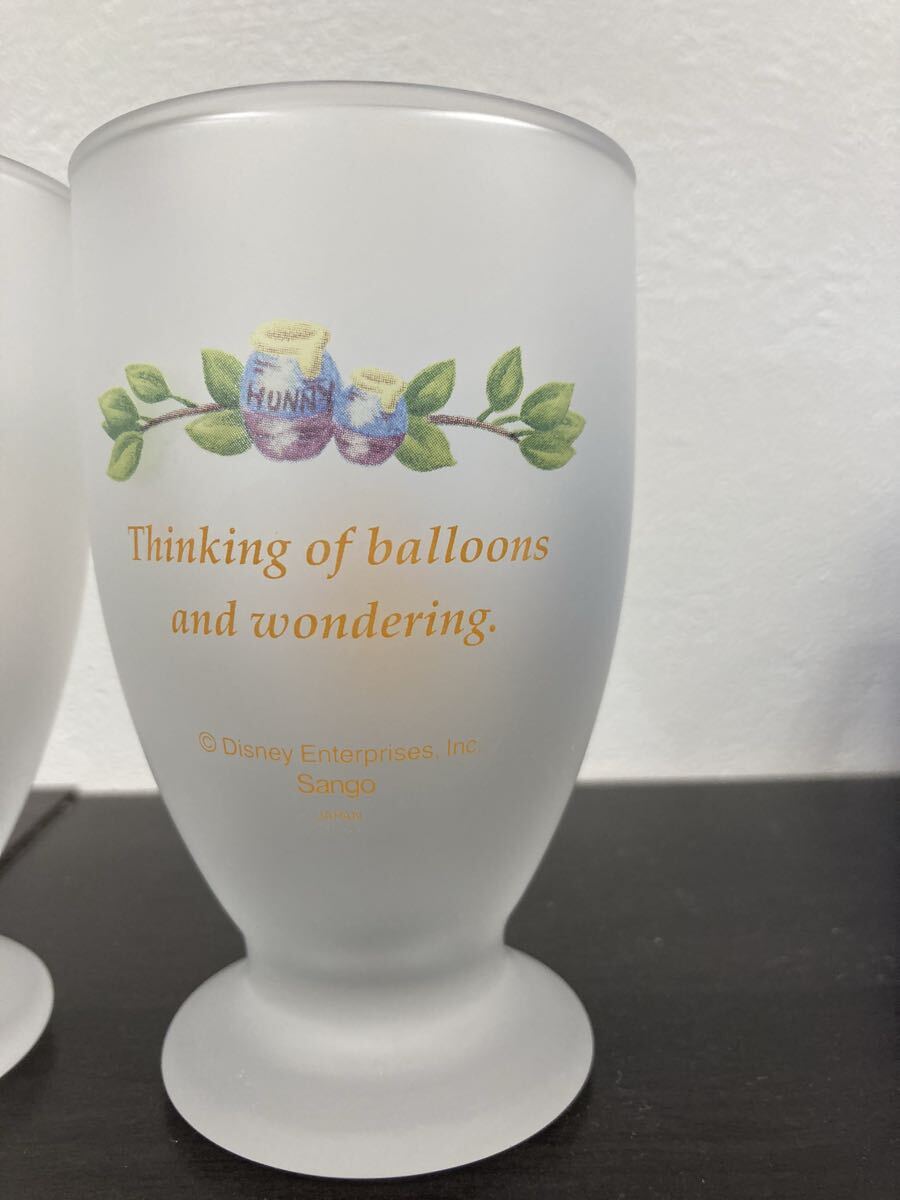 HUNNY
Thinking of balloons
and wondering.
© Disney Enterprises, Inc.
Sango
JAPAN